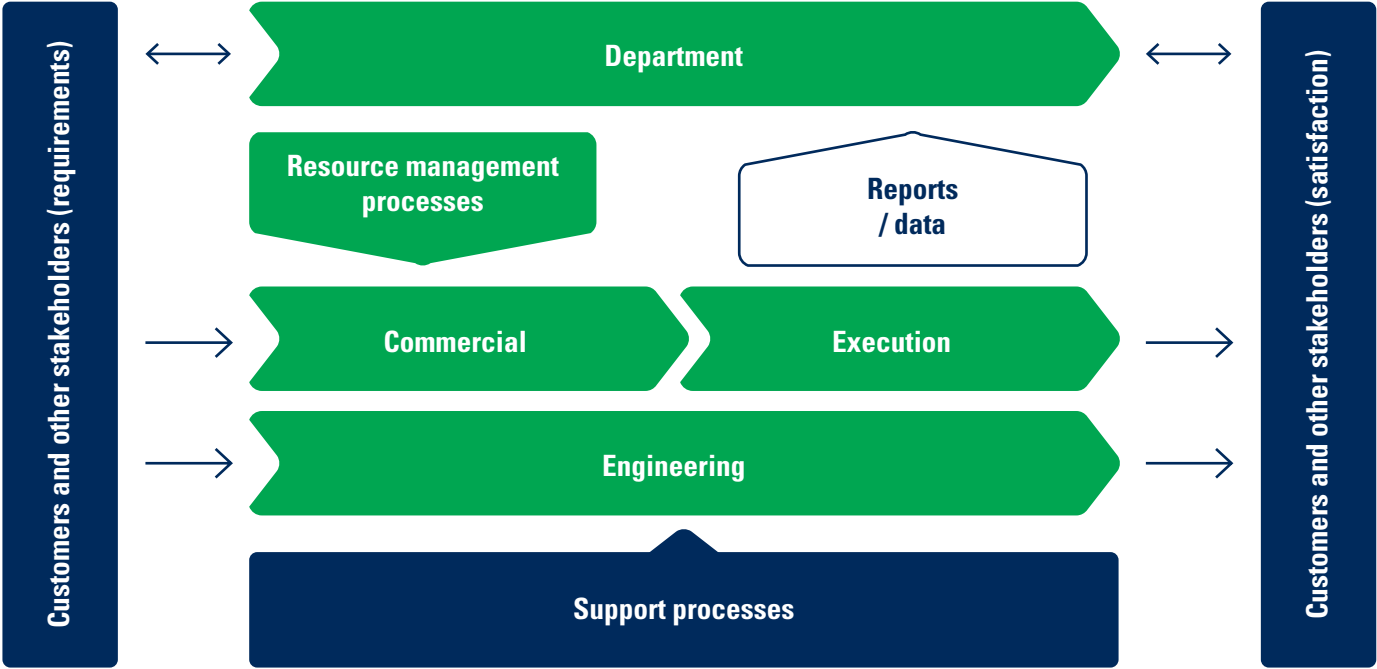 Customers and other stakeholders (requirements)
Department
Resource management
processes
Reports
/ data
Commercial
Execution
Engineering
Support processes
Customers and other stakeholders (satisfaction)